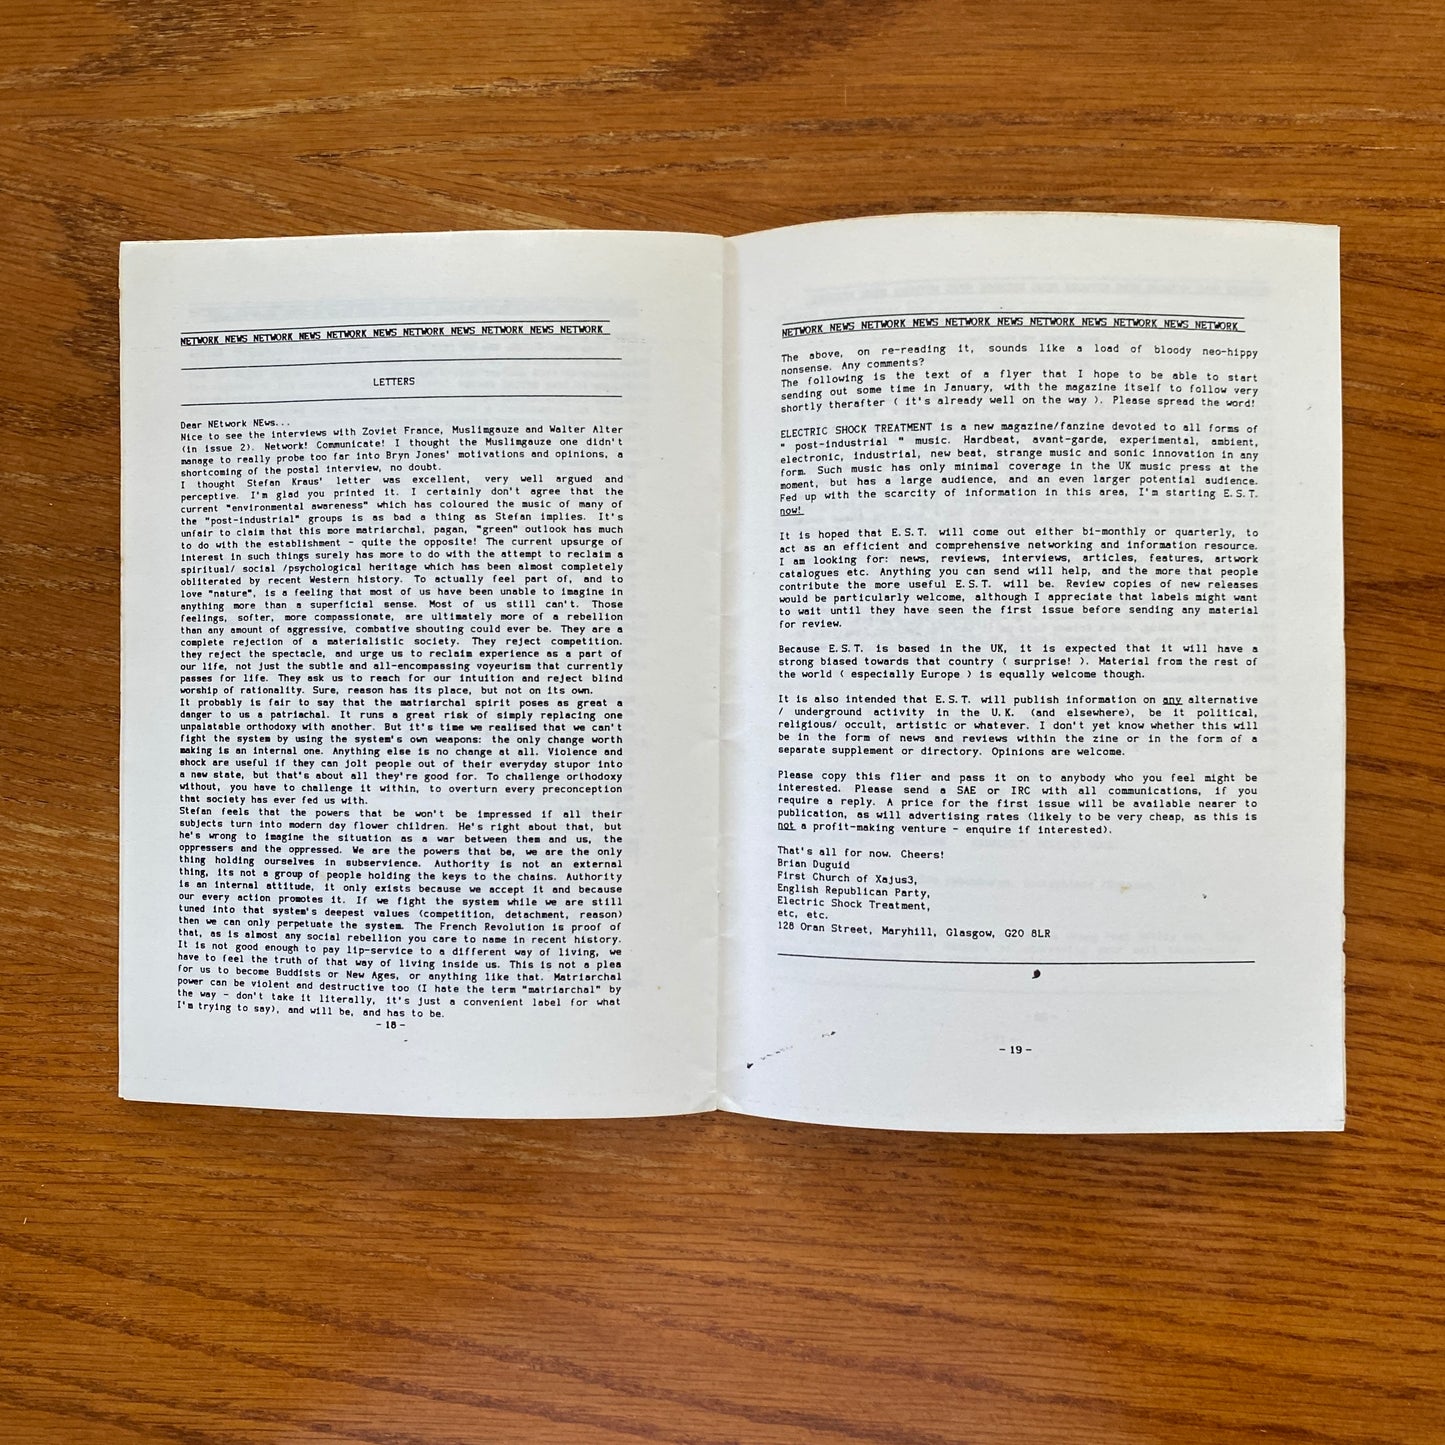 NETWORK NEWS NETWORK NEWS NETWORK NEWS NETWORK NEWS NETWORK NEWS NETWORK
LETTERS
Dear NEtwork NEws...
Nice to see the interviews with Zoviet France, Muslimgauze and Walter Alter
(in issue 2). Network! Communicate! I thought the Muslimgauze one didn't
manage to really probe too far into Bryn Jones' motivations and opinions, a
shortcoming of the postal interview, no doubt.
I thought Stefan Kraus' letter was excellent, very well argued and
perceptive. I'm glad you printed it. I certainly don't agree that the
current "environmental awareness" which has coloured the music of many of
the "post-industrial" groups is as bad a thing as Stefan implies. It's
unfair to claim that this more matriarchal, pagan, "green" outlook has much
to do with the establishment - quite the opposite! The current upsurge of
interest in such things surely has more to do with the attempt to reclaim a
spiritual/ social /psychological heritage which has been almost completely
obliterated by recent Western history. To actually feel part of, and to
love "nature", is a feeling that most of us have been unable to imagine in
anything more than a superficial sense. Most of us still can't. Those
feelings, softer, more compassionate, are ultimately more of a rebellion
than any amount of aggressive, combative shouting could ever be. They are a
complete rejection of a materialistic society. They reject competition.
they reject the spectacle, and urge us to reclaim experience as a part of
our life, not just the subtle and all-encompassing voyeurism that currently
passes for life. They ask us to reach for our intuition and reject blind
worship of rationality. Sure, reason has its place, but not on its own.
It probably is fair to say that the matriarchal spirit poses as great a
danger to us a patriachal. It runs a great risk of simply replacing one
unpalatable orthodoxy with another. But it's time we realised that we can't
fight the system by using the system's own weapons: the only change worth
making is an internal one. Anything else is no change at all. Violence and
shock are useful if they can jolt people out of their everyday stupor into
a new state, but that's about all they're good for. To challenge orthodoxy
without, you have to challenge it within, to overturn every preconception
that society has ever fed us with.
Stefan feels that the powers that be won't be impressed if all their
subjects turn into modern day flower children. He's right about that, but
he's wrong to imagine the situation as a war between them and us, the
oppressers and the oppressed. We are the powers that be, we are the only
thing holding ourselves in subservience. Authority is not an external
thing, its not a group of people holding the keys to the chains. Authority
is an internal attitude, it only exists because we accept it and because
our every action promotes it. If we fight the system while we are still
tuned into that system's deepest values (competition, detachment, reason)
then we can only perpetuate the system. The French Revolution is proof of
that, as is almost any social rebellion you care to name in recent history.
It is not good enough to pay lip-service to a different way of living, we
have to feel the truth of that way of living inside us. This is not a plea
for us to become Buddists or New Ages, or anything like that. Matriarchal
power can be violent and destructive too (I hate the term "matriarchal" by
the way - don't take it literally, it's just a convenient label for what
I'm trying to say), and will be, and has to be.
-18-
NETWORK NEWS NETWORK NEWS NETWORK NEWS NETWORK NEWS NETWORK NEWS NETWORK
The above, on re-reading it, sounds like a load of bloody neo-hippy
nonsense. Any comments?
The following is the text of a flyer that I hope to be able to start
sending out some time in January, with the magazine itself to follow very
shortly therafter ( it's already well on the way ). Please spread the word!
ELECTRIC SHOCK TREATMENT is a new magazine/fanzine devoted to all forms of
" post-industrial " music. Hardbeat, avant-garde, experimental, ambient,
electronic, industrial, new beat, strange music and sonic innovation in any
form. Such music has only minimal coverage in the UK music press at the
moment, but has a large audience, and an even larger potential audience.
Fed up with the scarcity of information in this area, I'm starting E.S.T.
now!
It is hoped that E.S.T. will come out either bi-monthly or quarterly, to
act as an efficient and comprehensive networking and information resource.
I am looking for: news, reviews, interviews, articles, features, artwork
catalogues etc. Anything you can send will help, and the more that people
contribute the more useful E.S.T. will be. Review copies of new releases
would be particularly welcome, although I appreciate that labels might want
to wait until they have seen the first issue before sending any material
for review.
Because E.S.T. is based in the UK, it is expected that it will have a
strong biased towards that country ( surprise! ). Material from the rest of
the world ( especially Europe ) is equally welcome though.
It is also intended that E.S.T. will publish information on any alternative
/ underground activity in the U.K. (and elsewhere), be it political,
religious/ occult, artistic or whatever. I don't yet know whether this will
be in the form of news and reviews within the zine or in the form of a
separate supplement or directory. Opinions are welcome.
Please copy this flier and pass it on to anybody who you feel might be
interested. Please send a SAE or IRC with all communications, if you
require a reply. A price for the first issue will be available nearer to
publication, as will advertising rates (likely to be very cheap, as this is
not a profit-making venture - enquire if interested).
That's all for now. Cheers!
Brian Duguid
First Church of Xajus3,
English Republican Party,
Electric Shock Treatment,
etc, etc.
128 Oran Street, Maryhill, Glasgow, G20 8LR
-19-